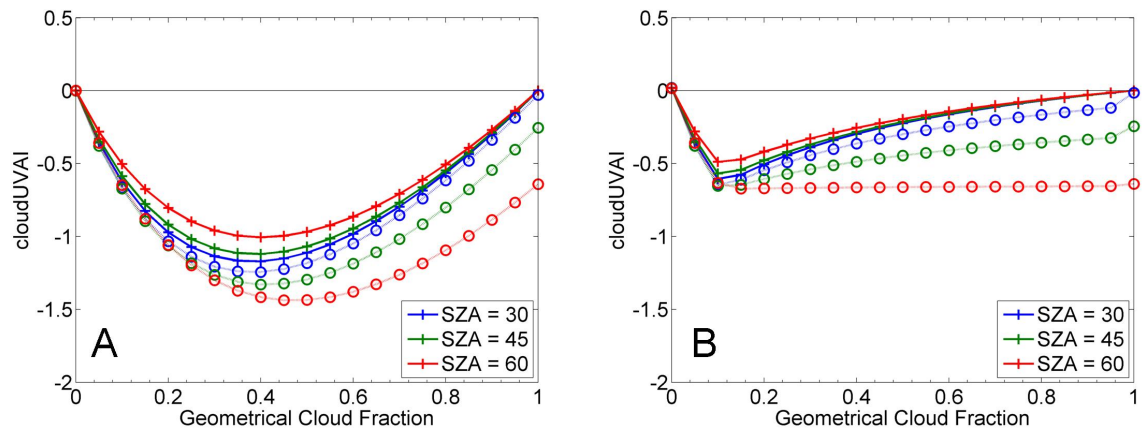 0.5
0
-0.5
-1
-1.5
-2
cloudUVAI
0
0.2
0.4
0.6
0.8
1
Geometrical Cloud Fraction
A
SZA = 30
SZA = 45
SZA = 60
0.5
0
-0.5
-1
-1.5
-2
cloudUVAI
0
0.2
0.4
0.6
0.8
1
Geometrical Cloud Fraction
B
SZA = 30
SZA = 45
SZA = 60